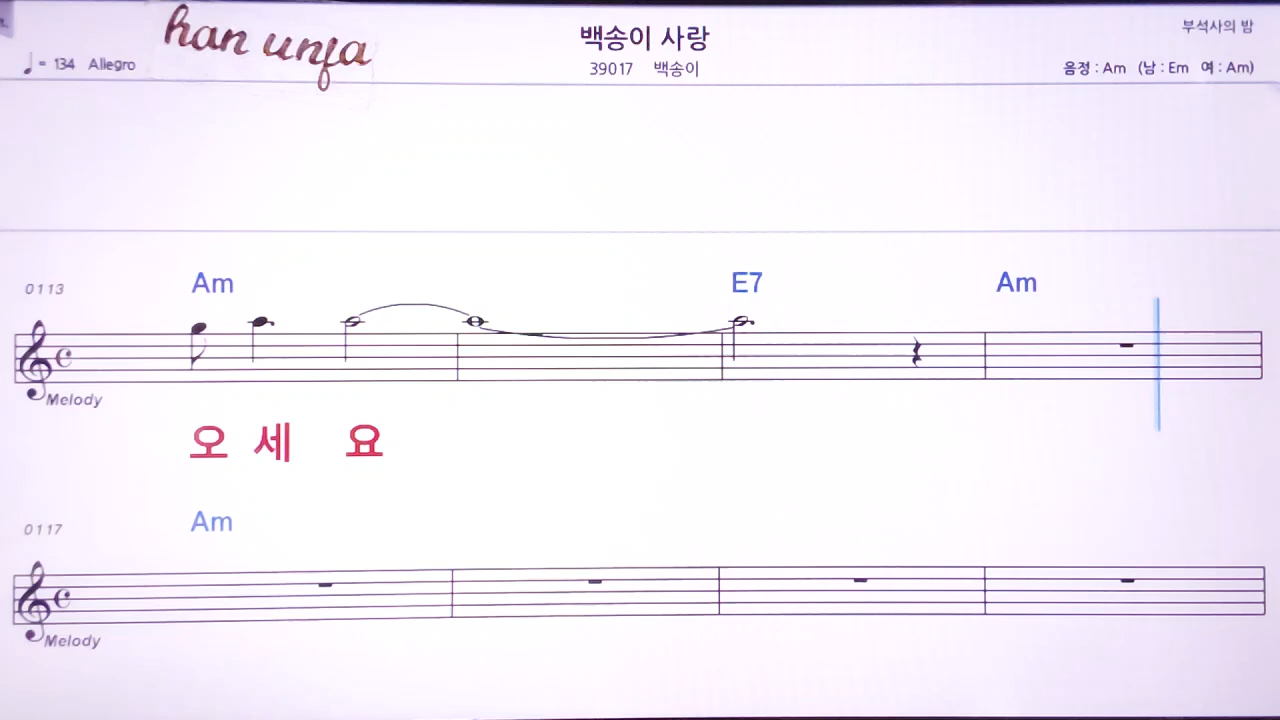 han unfa
백송이 사랑
부석사의 밤
♩= 134 Allegro
39017 백송이
음정 : Am (남 : Em 여 : Am)
0113
Am E7 Am
Melody
오 세 요
0117
Am
Melody